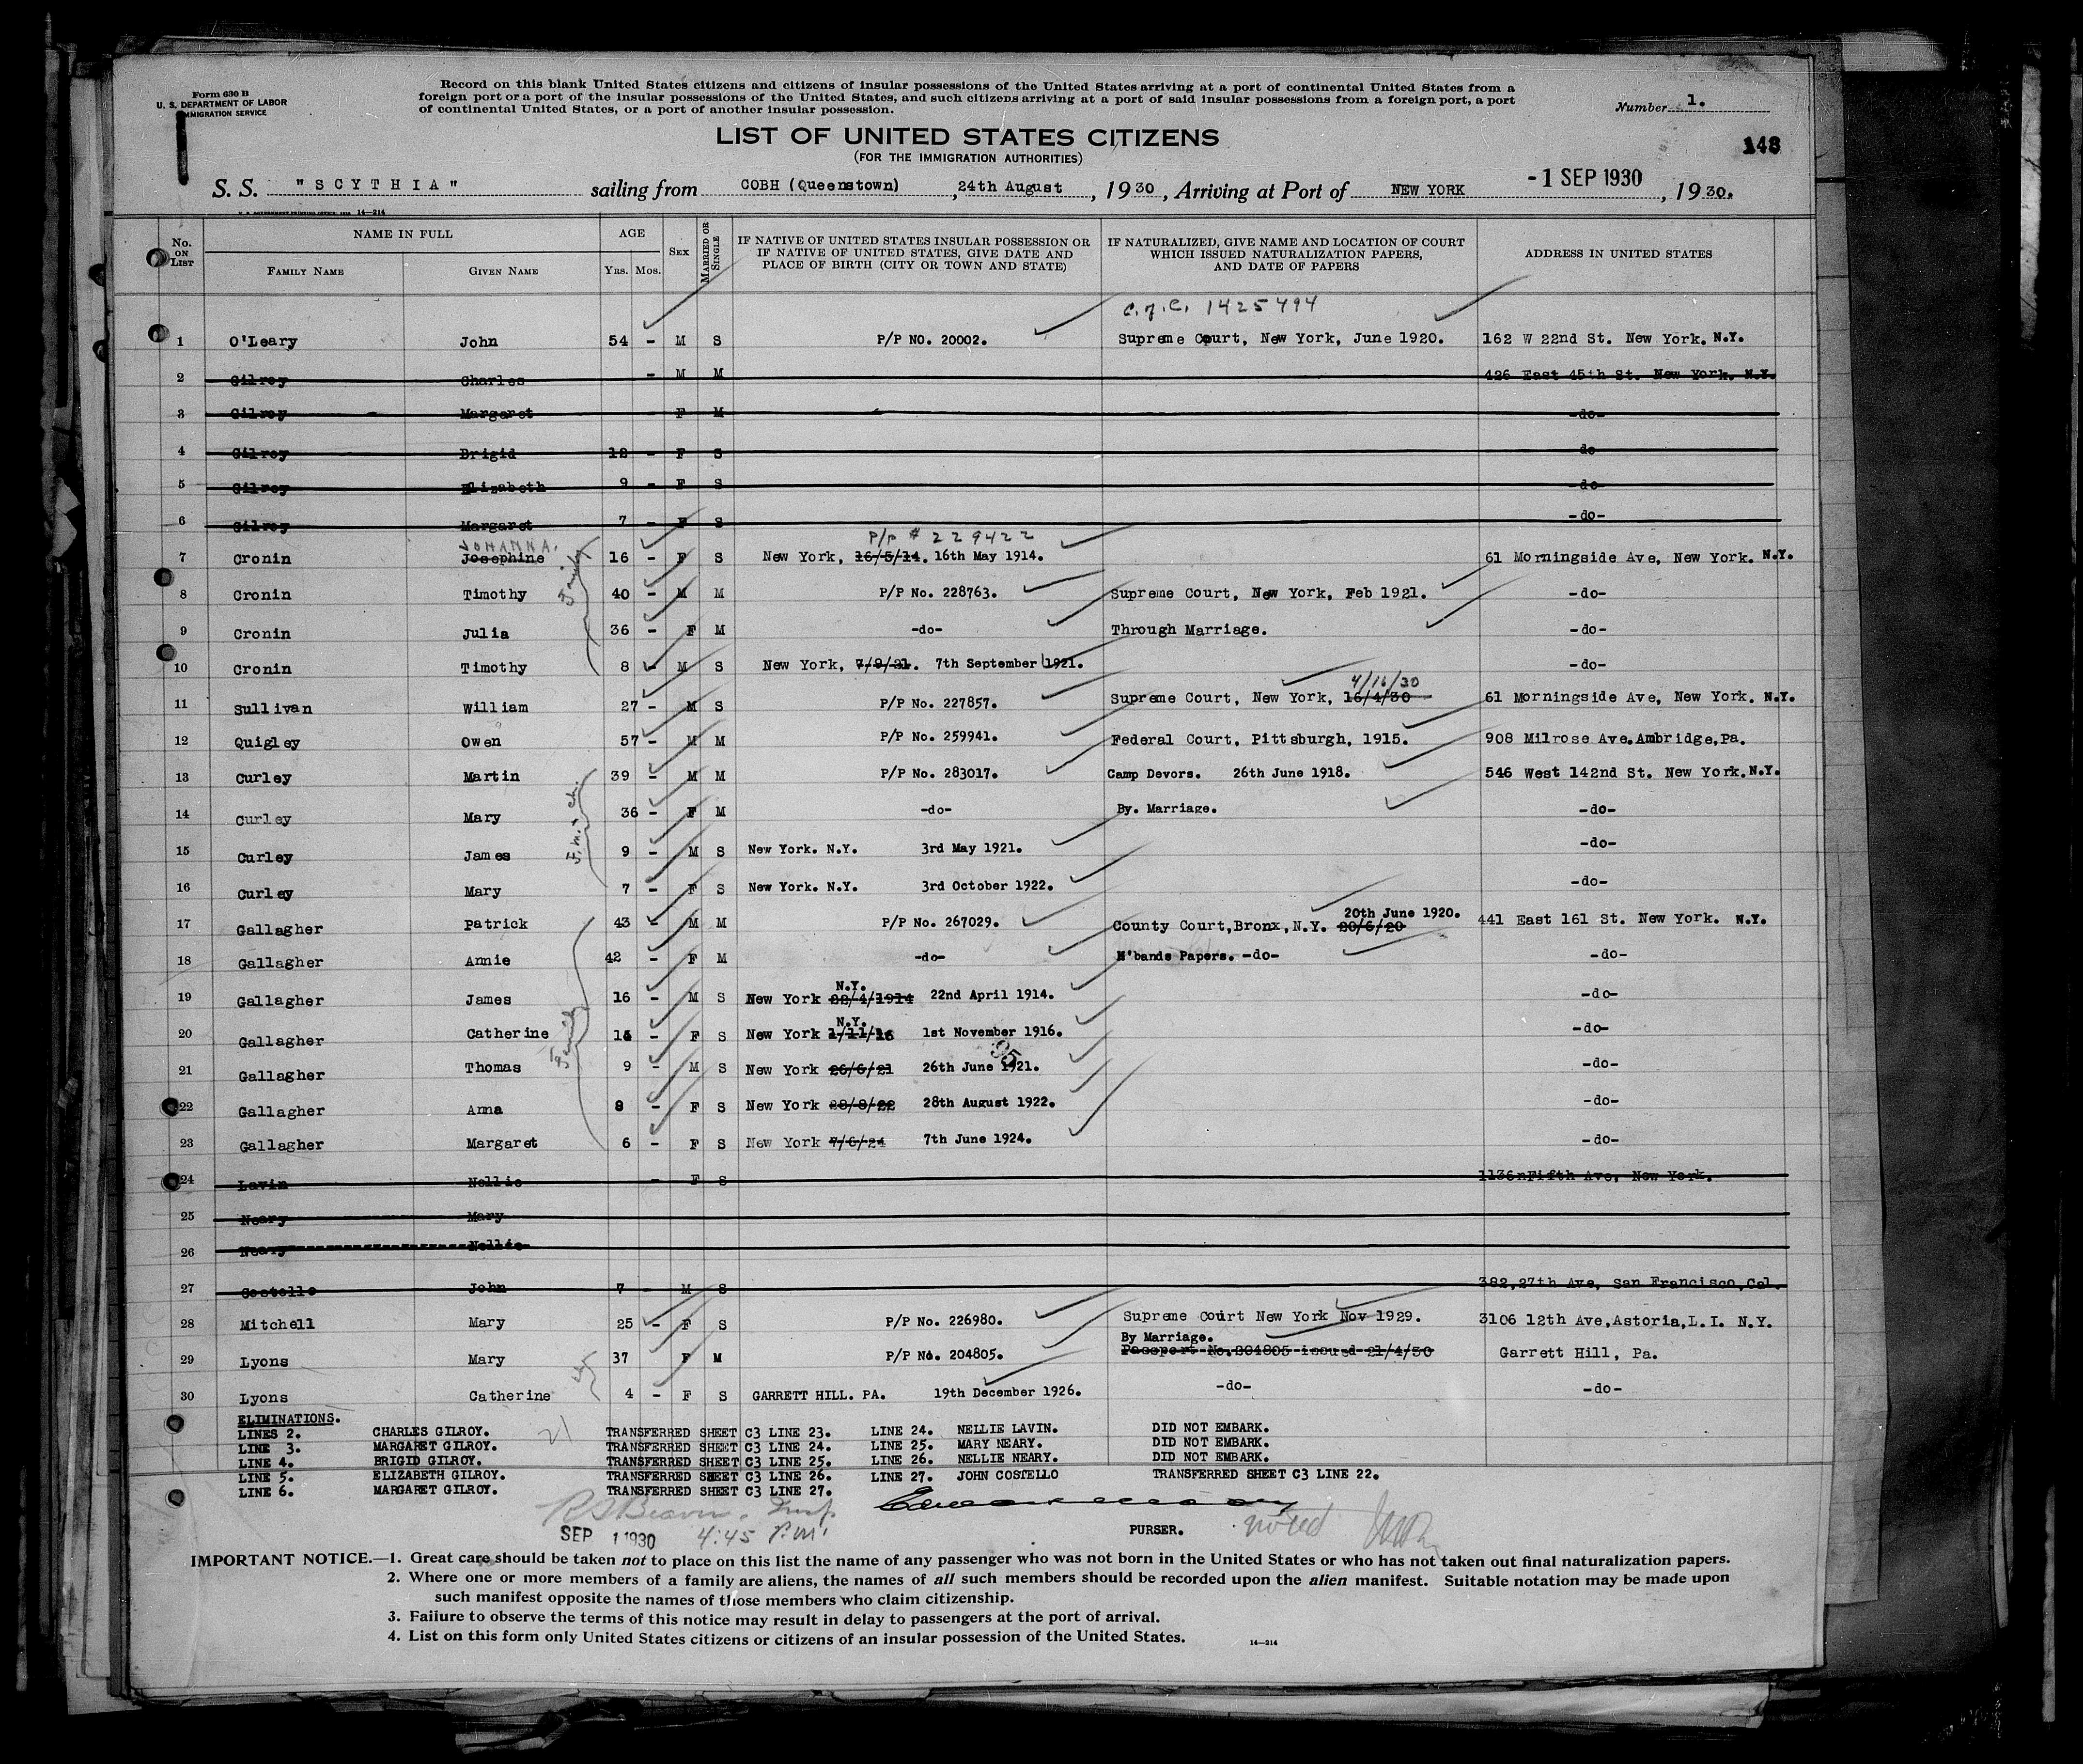 Form 630 B
U. S. DEPARTMENT OF LABOR
IMMIGRATION SERVICE
Record on this blank United States citizens and citizens of insular possessions of the United States arriving at a port of continental United States from a
foreign port or a port of the insular possessions of the United States, and such citizens arriving at a port of said insular possessions from a foreign port, a port
of continental United States, or a port of another insular possession.
Number 1.
148
LIST OF UNITED STATES CITIZENS
(FOR THE IMMIGRATION AUTHORITIES)
S. S. "SCYTHIA" sailing from COBH (Queenstown), 24th August, 1930, Arriving at Port of NEW YORK -1 SEP 1930, 1930.
14-214
No. ON LIST NAME IN FULL FAMILY NAME GIVEN NAME AGE YRS. MOS. SEX MARRIED OR SINGLE IF NATIVE OF UNITED STATES INSULAR POSSESSION OR IF NATIVE OF UNITED STATES, GIVE DATE AND PLACE OF BIRTH (CITY OR TOWN AND STATE) IF NATURALIZED, GIVE NAME AND LOCATION OF COURT WHICH ISSUED NATURALIZATION PAPERS, AND DATE OF PAPERS ADDRESS IN UNITED STATES
1425494
1 O'Leary John 54 - M S P/P NO. 20002. Supreme Court, New York, June 1920. 162 W 22nd St. New York. N.Y.
2 Gilroy Charles - M M 426 East 45th St. New York. N.Y.
3 Gilroy Margaret F M -do-
4 Gilroy Brigid 12 - F S do
5 Gilroy Elizabeth 9 - F S -do-
6 Gilroy Margaret 7 - F S -do-
JOHANNA. P/P # 229422
7 Cronin Josephine 16 - F S New York, 16/5/14. 16th May 1914. 61 Morningside Ave, New York. N.Y.
Family
8 Cronin Timothy 40 - M M P/P No. 228763. Supreme Court, New York, Feb 1921. -do-
9 Cronin Julia 36 - F M -do- Through Marriage. -do-
10 Cronin Timothy 8 - M S New York, 7/9/21. 7th September 1921. -do-
4/16/30
11 Sullivan William 27 - M S P/P No. 227857. Supreme Court, New York, 16/4/30 61 Morningside Ave, New York. N.Y.
12 Quigley Owen 57 - M M P/P No. 259941. Federal Court, Pittsburgh, 1915. 908 Milrose Ave.Ambridge,Pa.
13 Curley Martin 39 - M M P/P No. 283017. Camp Devors. 26th June 1918. 546 West 142nd St. New York. N.Y.
14 Curley Mary 36 - F M -do- By. Marriage. -do-
F. m. + ch.
15 Curley James 9 - M S New York. N.Y. 3rd May 1921. -do-
16 Curley Mary 7 - F S New York. N.Y. 3rd October 1922. -do-
20th June 1920.
17 Gallagher Patrick 43 - M M P/P No. 267029. County Court,Bronx,N.Y. 20/6/20 441 East 161 St. New York. N.Y.
18 Gallagher Annie 42 - F M -do- H'bands Papers. -do- -do-
N.Y.
19 Gallagher James 16 - M S New York 22/4/1914 22nd April 1914. -do-
N.Y.
20 Gallagher Catherine F S New York 1/11/16 1st November 1916. -do-
Family
95
21 Gallagher Thomas 9 - M S New York 26/6/21 26th June 1921. -do-
22 Gallagher Anna 8 - F S New York 28/8/22 28th August 1922. -do-
23 Gallagher Margaret 6 - F S New York 7/6/24 7th June 1924. -do-
24 Lavin Nellie - F S 1136 Fifth Ave, New York.
25 Neary Mary
26 Neary Nellie
27 Costello John 7 - M S 382,27th Ave, San Francisco,Cal.
28 Mitchell Mary 25 - F S P/P No. 226980. Supreme Court New York Nov 1929. 3106 12th Ave,Astoria,L.I. N.Y.
By Marriage.
29 Lyons Mary 37 F M P/P No. 204805. Passport No.204805 issued 21/4/30 Garrett Hill, Pa.
30 Lyons Catherine 4 - F S GARRETT HILL. PA. 19th December 1926. -do- -do-
ELIMINATIONS.
LINES 2. CHARLES GILROY. TRANSFERRED SHEET C3 LINE 23. LINE 24. NELLIE LAVIN. DID NOT EMBARK.
LINE 3. MARGARET GILROY. TRANSFERRED SHEET C3 LINE 24. LINE 25. MARY NEARY. DID NOT EMBARK.
LINE 4. BRIGID GILROY. TRANSFERRED SHEET C3 LINE 25. LINE 26. NELLIE NEARY. DID NOT EMBARK.
LINE 5. ELIZABETH GILROY. TRANSFERRED SHEET C3 LINE 26. LINE 27. JOHN COSTELLO TRANSFERRED SHEET C3 LINE 22.
LINE 6. MARGARET GILROY. TRANSFERRED SHEET C3 LINE 27.
21
SEP 1 1930 4:45 P.M. PURSER. noted
IMPORTANT NOTICE.—1. Great care should be taken not to place on this list the name of any passenger who was not born in the United States or who has not taken out final naturalization papers.
2. Where one or more members of a family are aliens, the names of all such members should be recorded upon the alien manifest. Suitable notation may be made upon
such manifest opposite the names of those members who claim citizenship.
3. Failure to observe the terms of this notice may result in delay to passengers at the port of arrival.
4. List on this form only United States citizens or citizens of an insular possession of the United States.
14—214